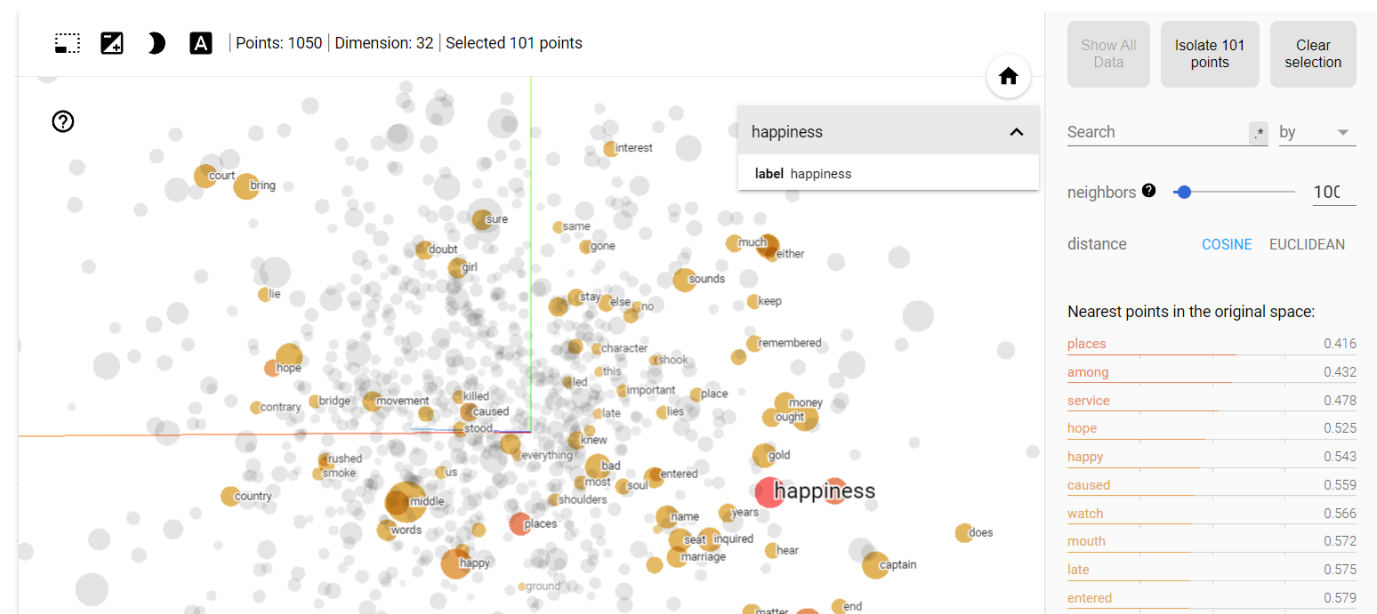 Points: 1050 | Dimension: 32 | Selected 101 points
Show All Data
Isolate 101 points
Clear selection
happiness
label happiness
Search
.*
by
neighbors
100
distance
COSINE
EUCLIDEAN
Nearest points in the original space:
places 0.416
among 0.432
service 0.478
hope 0.525
happy 0.543
caused 0.559
watch 0.566
mouth 0.572
late 0.575
entered 0.579
A
?
interest
court
bring
sure
same
doubt
gone
much
either
girl
sounds
lie
stay
else
no
keep
character
remembered
shook
hope
this
led
important
place
contrary
bridge
movement
killed
caused
late
lies
money
ought
stood
knew
everything
gold
rushed
smoke
us
bad
most
entered
soul
happiness
country
middle
shoulders
words
places
name
years
seat
inquired
does
happy
marriage
hear
captain
ground
matter
end